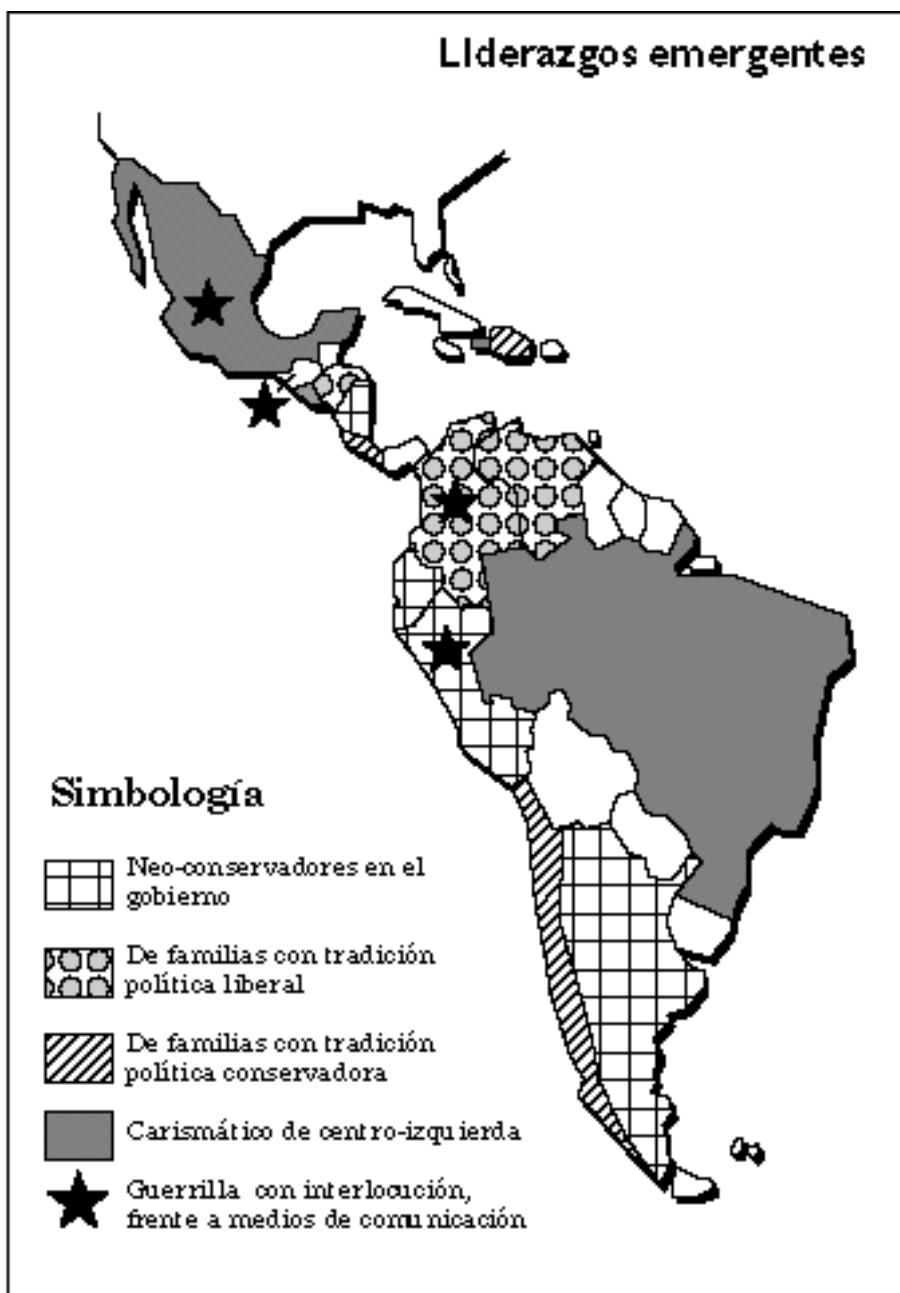 LIderazgos emergentes
Simbología
Neo-conservadores en el
gobierno
De familias con tradición
política liberal
De familias con tradición
política conservadora
Carismático de centro-izquierda
Guerrilla con interlocución,
frente a medios de comunicación